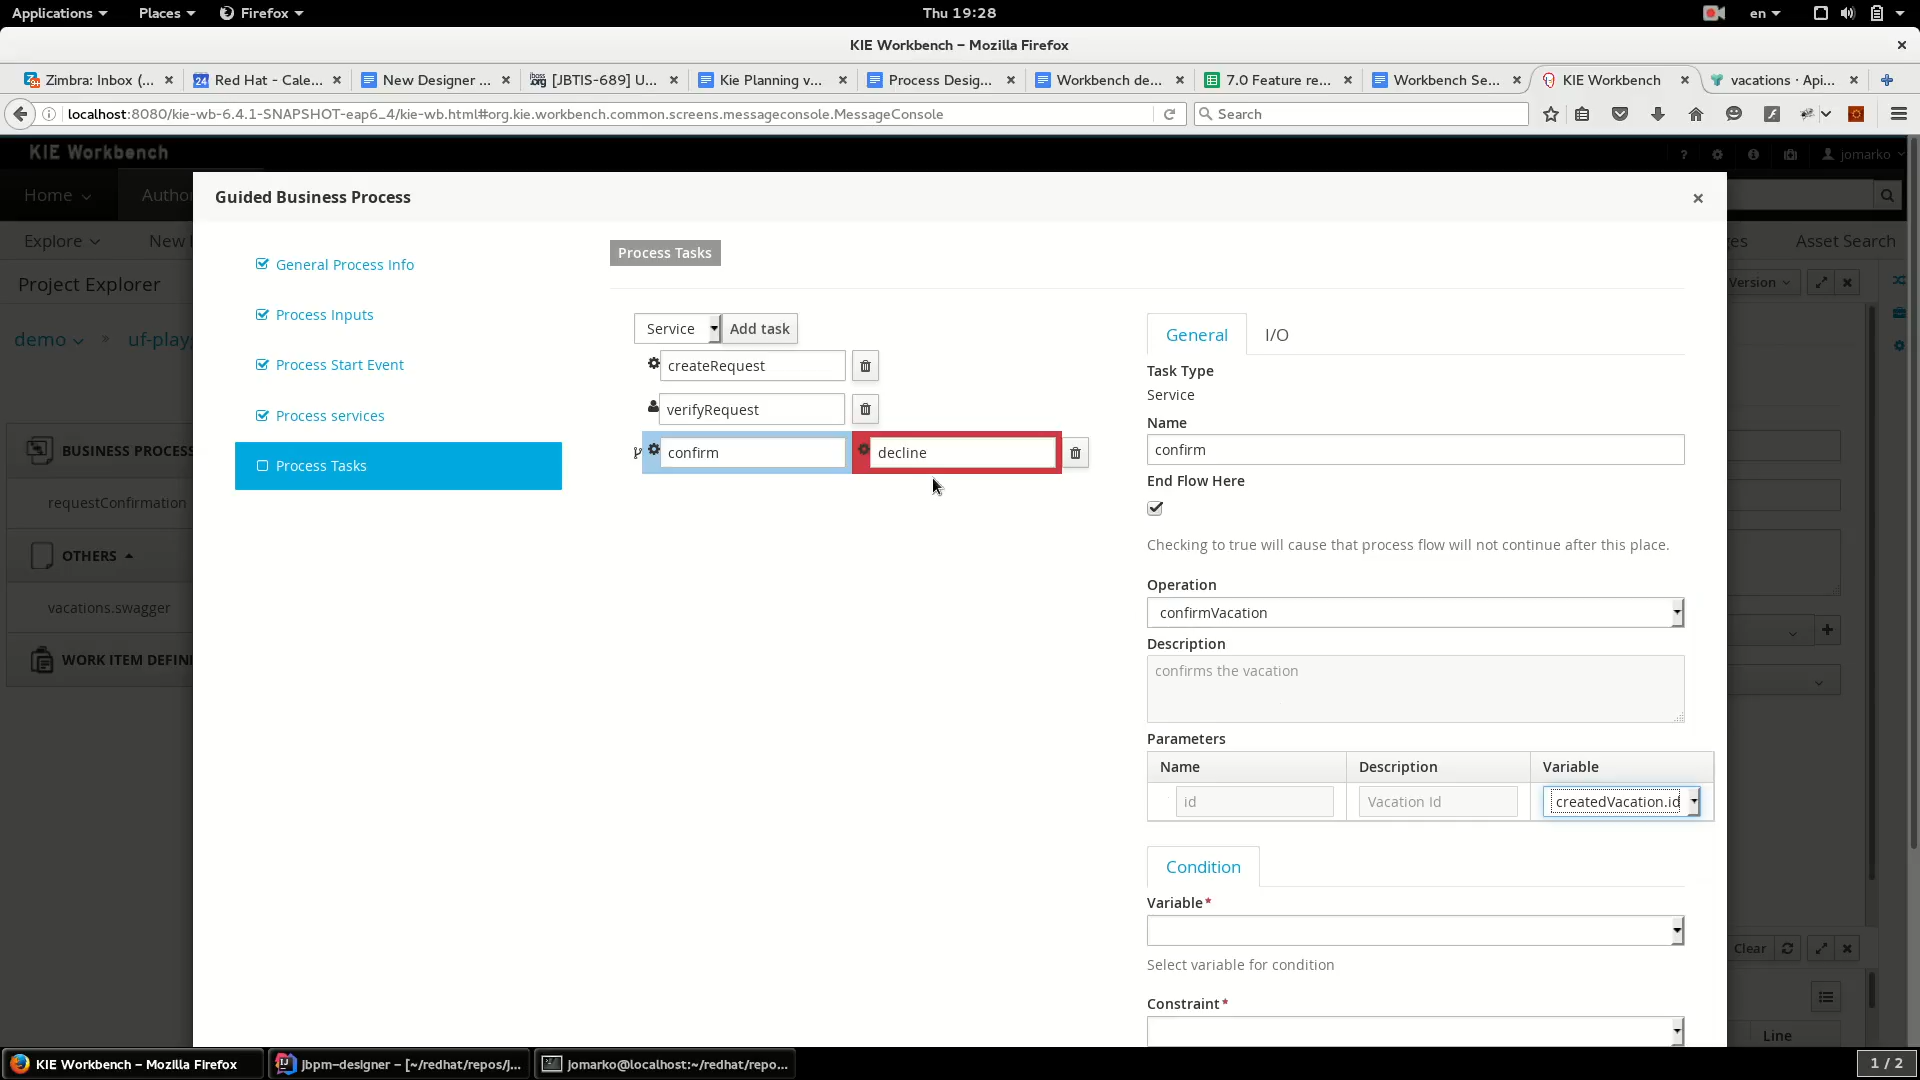 Applications
Places
Firefox
Thu 19:28
en
KIE Workbench – Mozilla Firefox
Zimbra: Inbox (...
Red Hat - Cale...
New Designer ...
[JBTIS-689] U...
Kie Planning v...
Process Desig...
Workbench de...
7.0 Feature re...
Workbench Se...
KIE Workbench
vacations · Api...
localhost:8080/kie-wb-6.4.1-SNAPSHOT-eap6_4/kie-wb.html#org.kie.workbench.common.screens.messageconsole.MessageConsole
Search
KIE Workbench
jomarko
Home
Autho
Explore
New
Asset Search
Project Explorer
Version
demo » uf-play
BUSINESS PROCESS
requestConfirmation
OTHERS
vacations.swagger
WORK ITEM DEFINI
Clear
Line
Guided Business Process
General Process Info
Process Inputs
Process Start Event
Process services
Process Tasks
Process Tasks
Service
Add task
createRequest
verifyRequest
confirm
decline
General
I/O
Task Type
Service
Name
confirm
End Flow Here
Checking to true will cause that process flow will not continue after this place.
Operation
confirmVacation
Description
confirms the vacation
Parameters
Name
Description
Variable
id
Vacation Id
createdVacation.id
Condition
Variable*
Select variable for condition
Constraint*
KIE Workbench – Mozilla Firefox
jbpm-designer – [~/redhat/repos/j...
jomarko@localhost:~/redhat/repo...
1 / 2